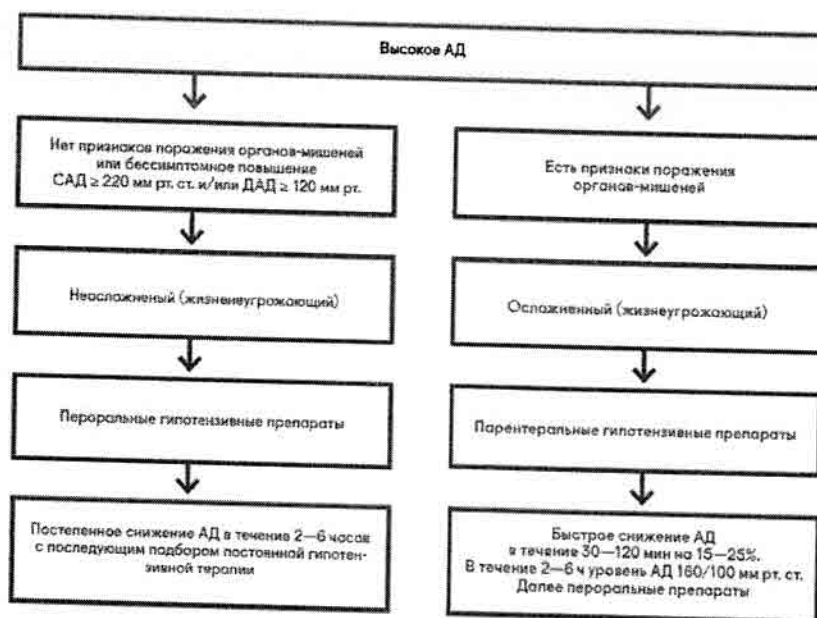 Высокое АД
Нет признаков поражения органов-мишеней
или бессимптомное повышение
САД ≥ 220 мм рт. ст. и/или ДАД ≥ 120 мм рт.
Неосложненый (жизненеугрожающий)
Пероральные гипотензивные препараты
Постепенное снижение АД в течение 2—6 часов
с последующим подбором постоянной гипотен-
зивной терапии
Есть признаки поражения
органов-мишеней
Осложненный (жизнеугрожающий)
Парентеральные гипотензивные препараты
Быстрое снижение АД
в течение 30—120 мин на 15—25%.
В течение 2—6 ч уровень АД 160/100 мм рт. ст.
Далее пероральные препараты